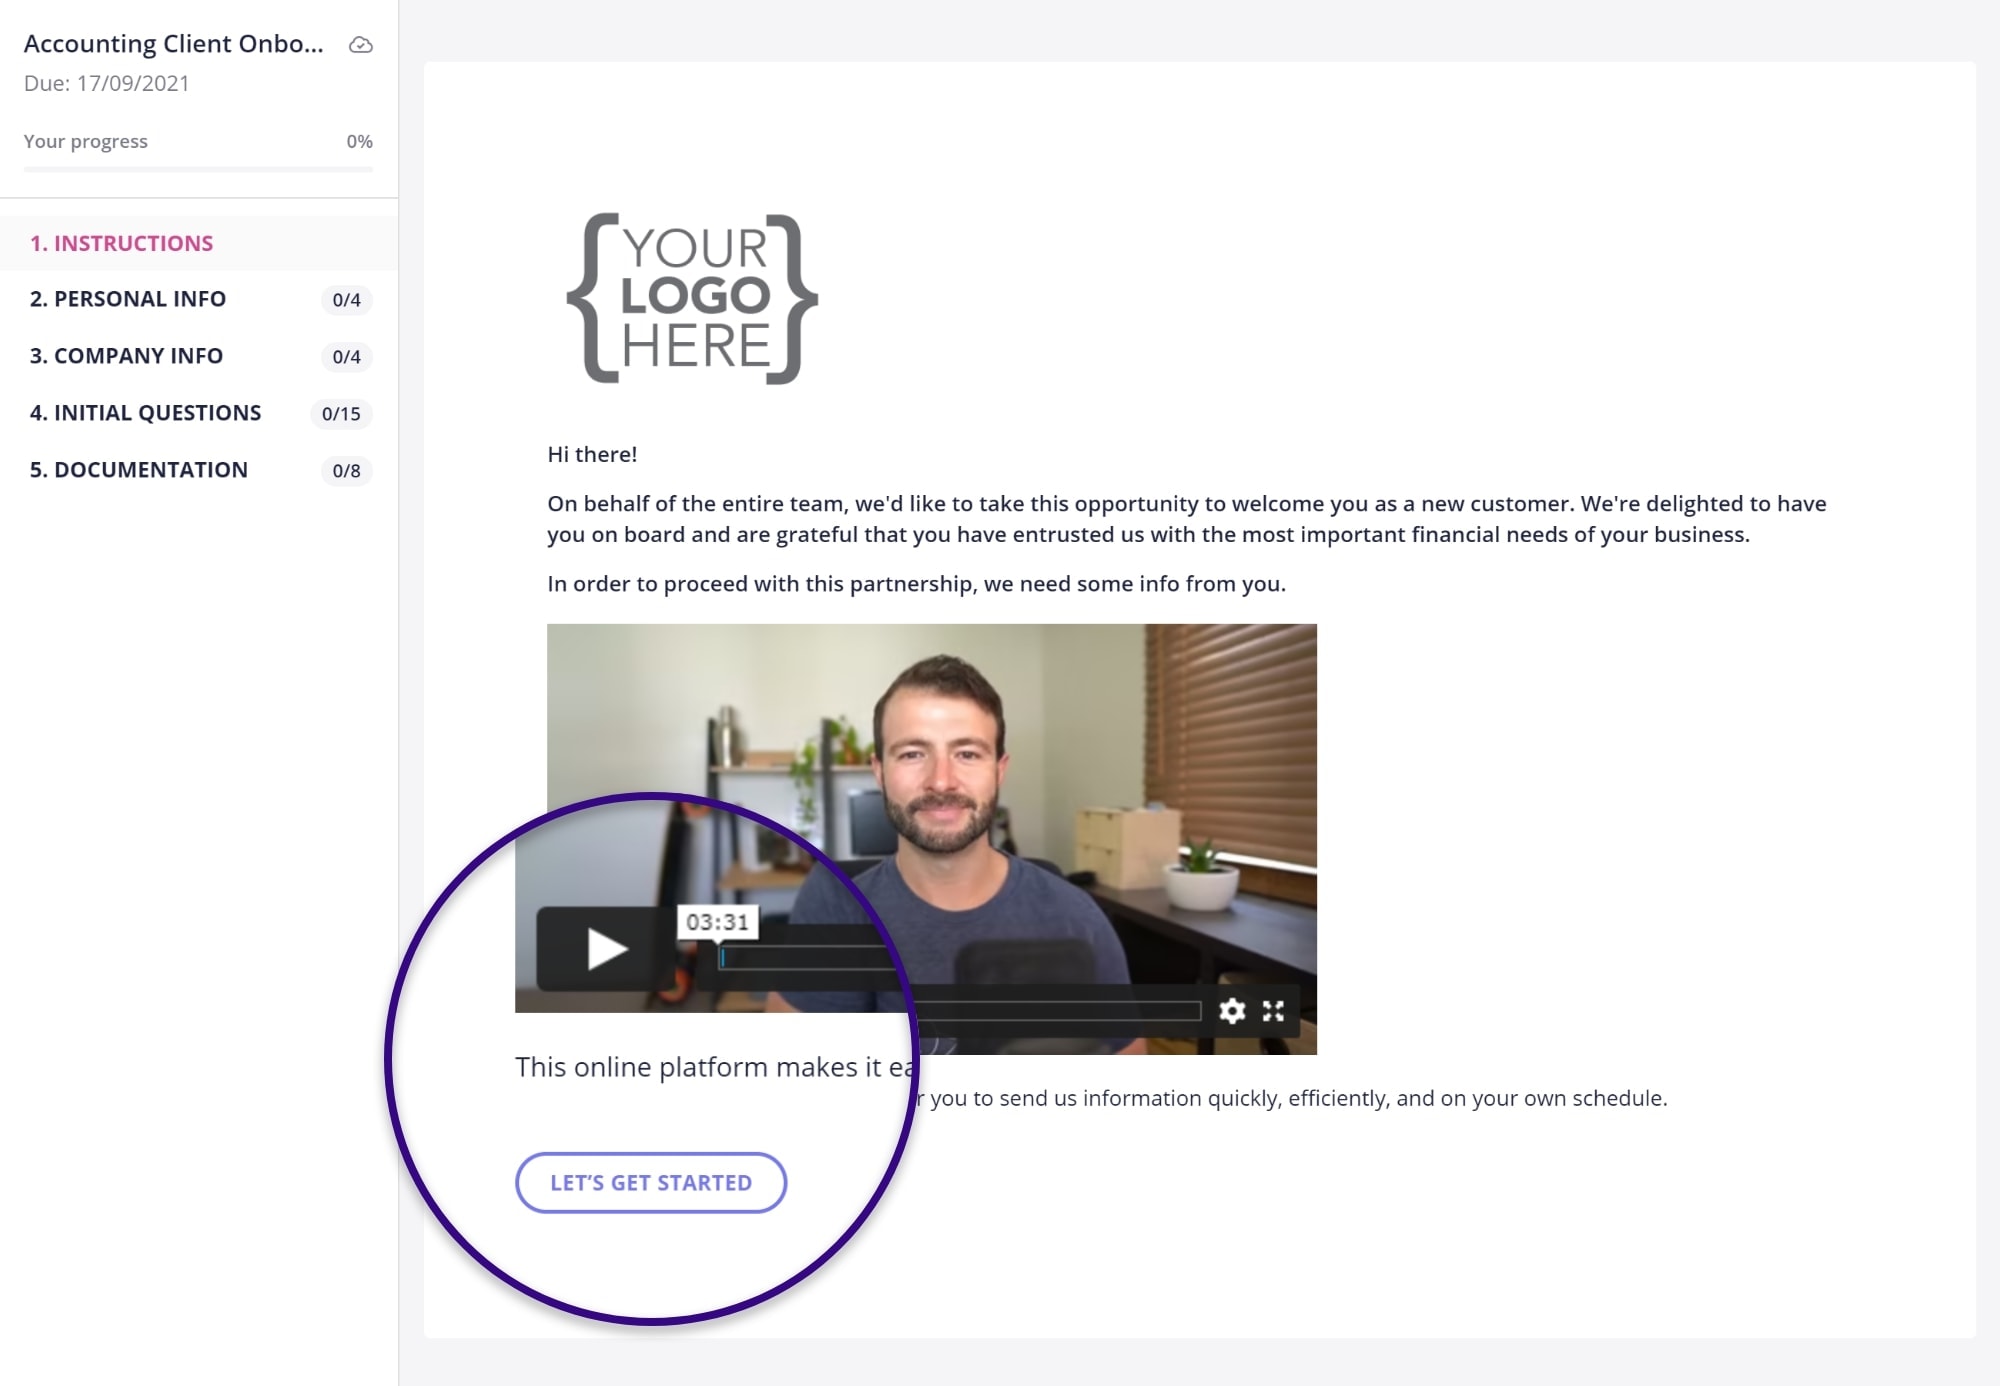 Accounting Client Onbo...
Due: 17/09/2021
Your progress 0%
1. INSTRUCTIONS
2. PERSONAL INFO 0/4
3. COMPANY INFO 0/4
4. INITIAL QUESTIONS 0/15
5. DOCUMENTATION 0/8
YOUR
LOGO
HERE
Hi there!
On behalf of the entire team, we'd like to take this opportunity to welcome you as a new customer. We're delighted to have
you on board and are grateful that you have entrusted us with the most important financial needs of your business.
In order to proceed with this partnership, we need some info from you.
03:31
This online platform makes it
you to send us information quickly, efficiently, and on your own schedule.
LET'S GET STARTED